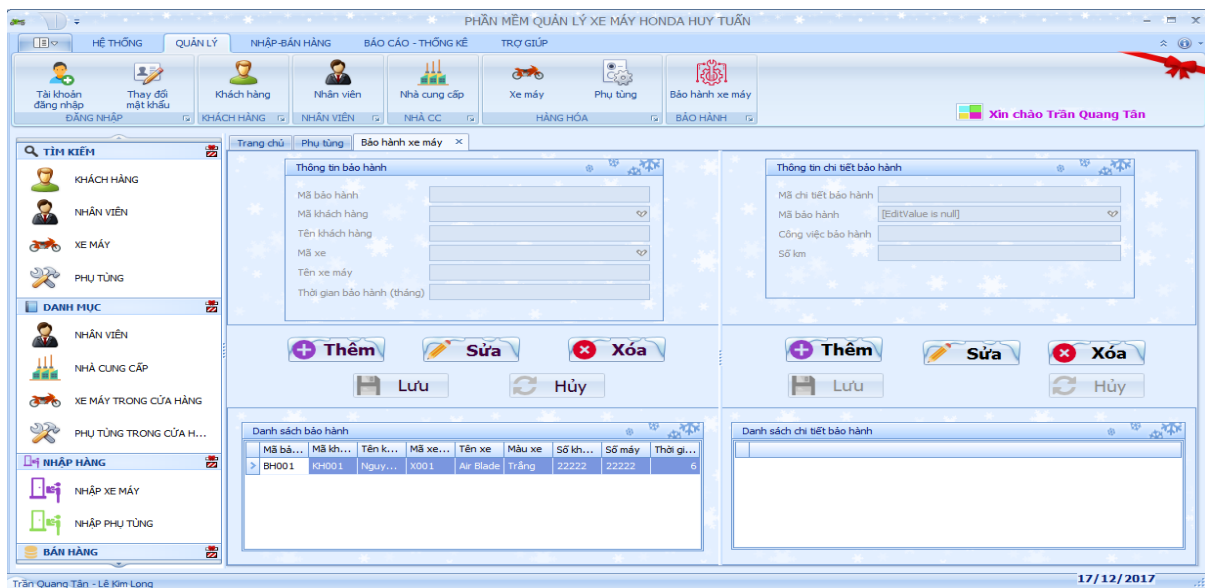 PHẦN MỀM QUẢN LÝ XE MÁY HONDA HUY TUẤN
HỆ THỐNG QUẢN LÝ NHẬP-BÁN HÀNG BÁO CÁO - THỐNG KÊ TRỢ GIÚP
Tài khoản đăng nhập Thay đổi mật khẩu Khách hàng Nhân viên Nhà cung cấp Xe máy Phụ tùng Bảo hành xe máy
ĐĂNG NHẬP KHÁCH HÀNG NHÂN VIÊN NHÀ CC HÀNG HÓA BẢO HÀNH
Xin chào Trần Quang Tân
Trang chủ Phụ tùng Bảo hành xe máy
TÌM KIẾM
KHÁCH HÀNG
NHÂN VIÊN
XE MÁY
PHỤ TÙNG
DANH MỤC
NHÂN VIÊN
NHÀ CUNG CẤP
XE MÁY TRONG CỬA HÀNG
PHỤ TÙNG TRONG CỬA H...
NHẬP HÀNG
NHẬP XE MÁY
NHẬP PHỤ TÙNG
BÁN HÀNG
Thông tin bảo hành
Mã bảo hành
Mã khách hàng
Tên khách hàng
Mã xe
Tên xe máy
Thời gian bảo hành (tháng)
Thêm Sửa Xóa
Lưu Hủy
Danh sách bảo hành
Mã bả... Mã kh... Tên k... Mã xe... Tên xe Màu xe Số kh... Số máy Thời gi...
BH001 KH001 Nguy... X001 Air Blade Trắng 22222 22222 6
Thông tin chi tiết bảo hành
Mã chi tiết bảo hành
Mã bảo hành [EditValue is null]
Công việc bảo hành
Số km
Thêm Sửa Xóa
Lưu Hủy
Danh sách chi tiết bảo hành
Trần Quang Tân - Lê Kim Long 17/12/2017